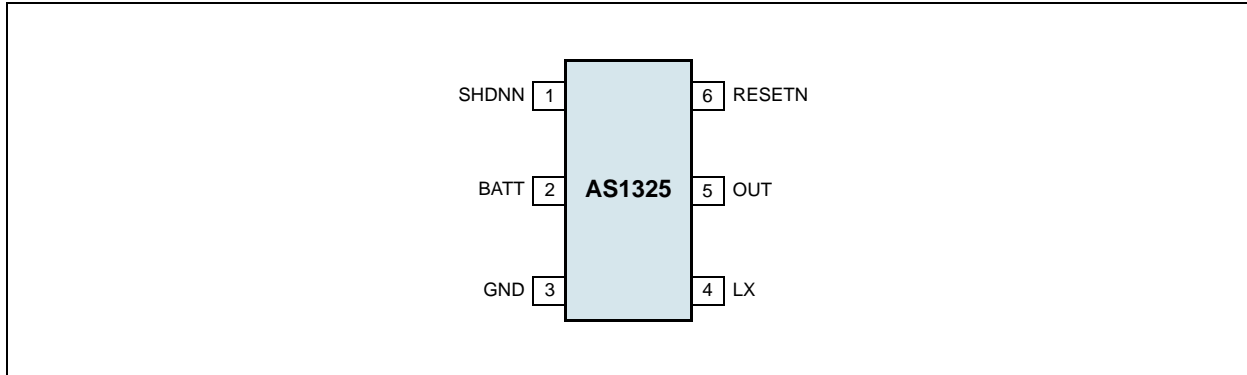 SHDNN 1 6 RESETN
BATT 2 AS1325 5 OUT
GND 3 4 LX